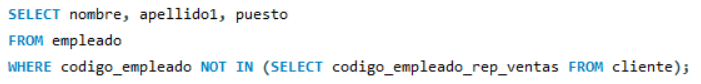 SELECT nombre, apellido1, puesto
FROM empleado
WHERE codigo_empleado NOT IN (SELECT codigo_empleado_rep_ventas FROM cliente);